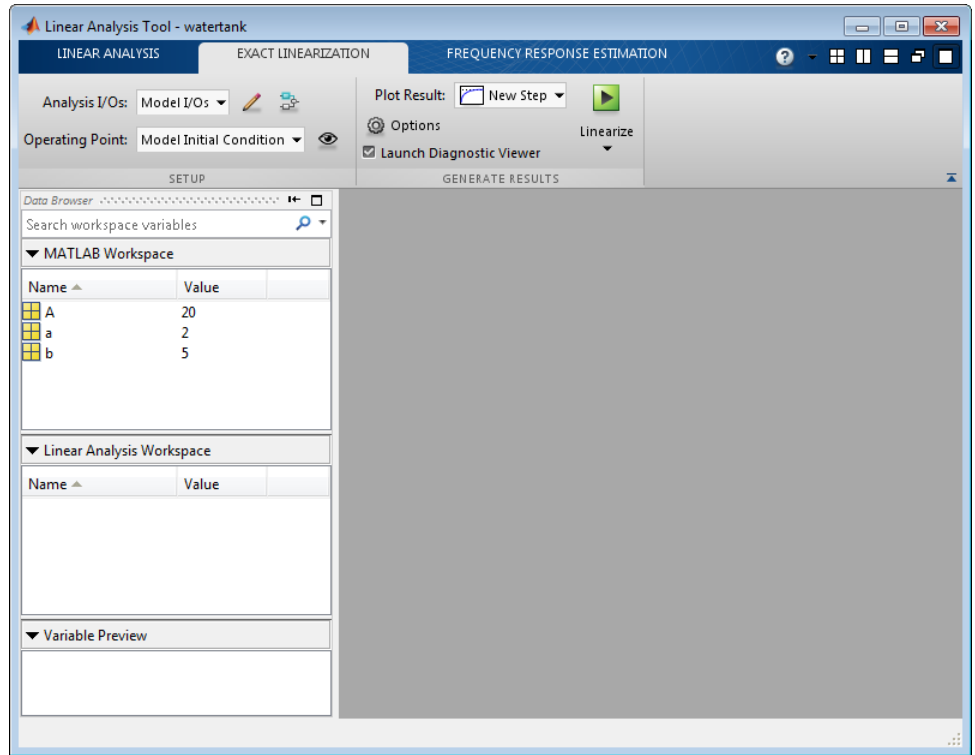 Linear Analysis Tool - watertank
LINEAR ANALYSIS EXACT LINEARIZATION FREQUENCY RESPONSE ESTIMATION
Analysis I/Os: Model I/Os
Operating Point: Model Initial Condition
SETUP
Plot Result: New Step
Options
Launch Diagnostic Viewer
Linearize
GENERATE RESULTS
Data Browser
Search workspace variables
MATLAB Workspace
Name Value
A 20
a 2
b 5
Linear Analysis Workspace
Name Value
Variable Preview